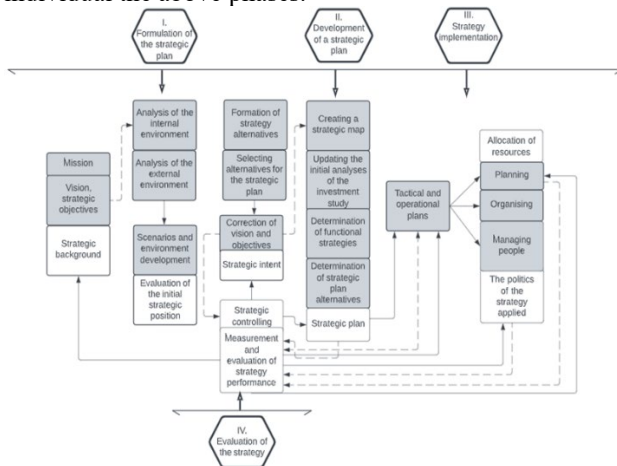 individual the above phases.
I.
Formulation of
the strategic
plan
II.
Development
of a strategic
plan
III.
Strategy
implementation
Mission
Vision,
strategic
objectives
Strategic
background
Analysis of the
internal
environment
Analysis of the
external
environment
Scenarios and
environment
development
Evaluation of
the initial
strategic
position
Formation of
strategy
alternatives
Selecting
alternatives for
the strategic
plan
Correction of
vision and
objectives
Strategic intent
Strategic
controlling
Measurement
and
evaluation of
strategy
performance
Creating a
strategic map
Updating the
initial analyses
of the
investment
study
Determination
of functional
strategies
Determination
of strategic
plan
alternatives
Strategic plan
Tactical and
operational
plans
Allocation of
resources
Planning
Organising
Managing
people
The politics
of the
strategy
applied
IV.
Evaluation of
the strategy